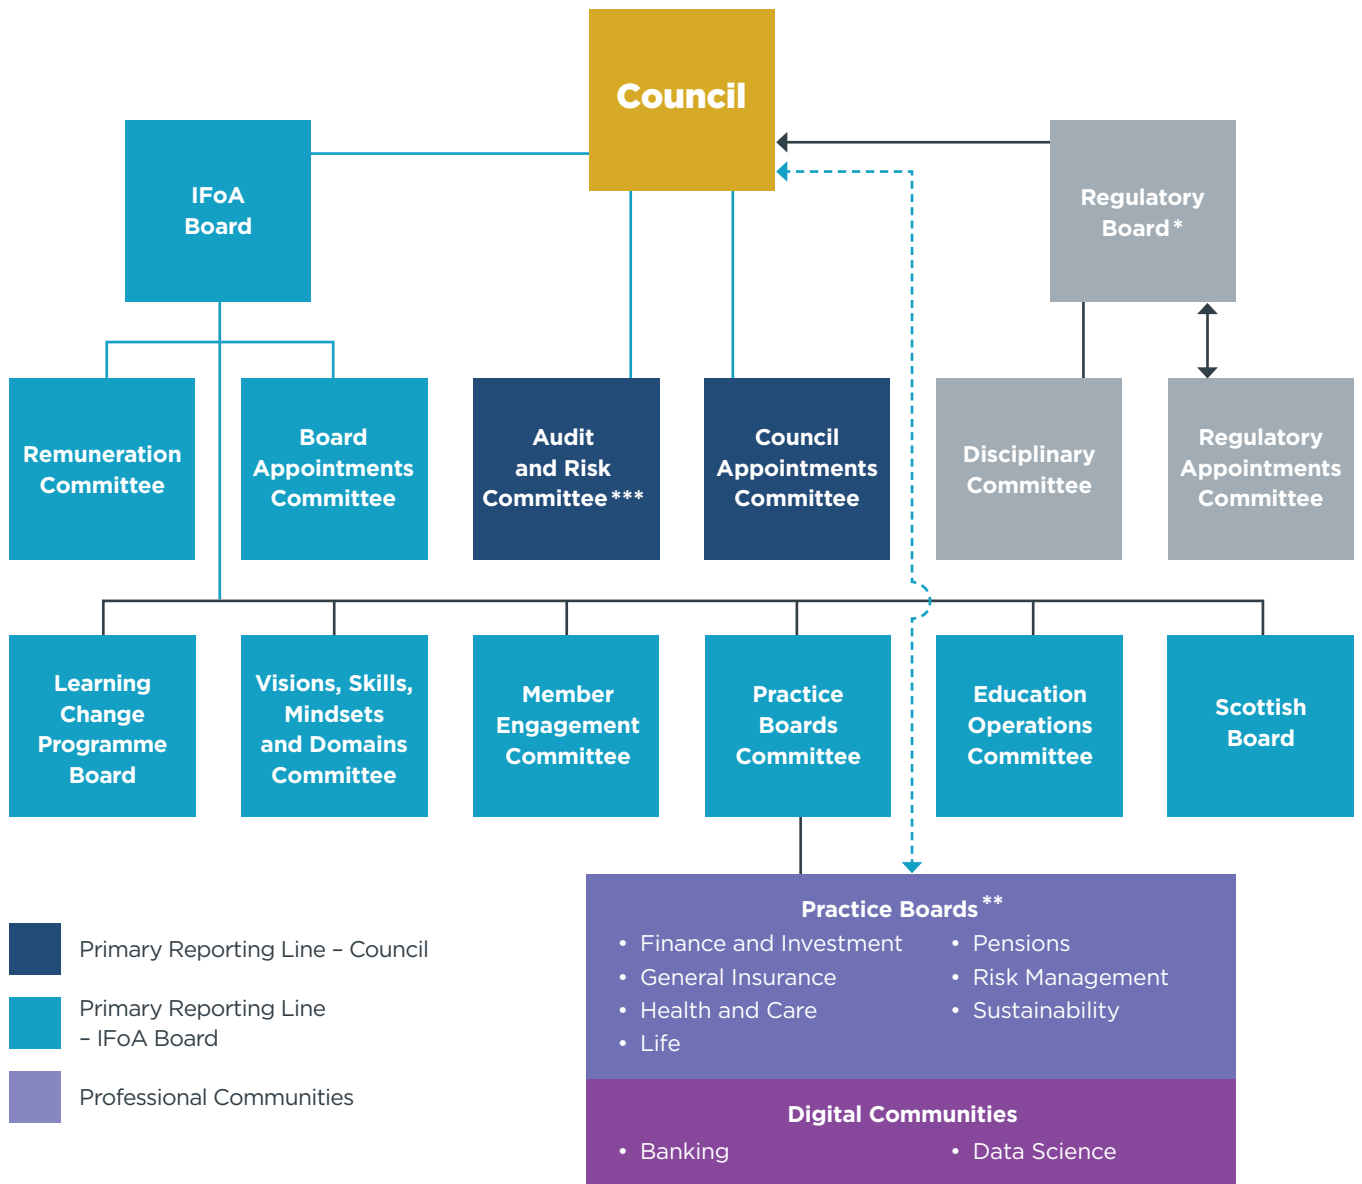 Council
IFoA
Board
Regulatory
Board*
Remuneration
Committee
Board
Appointments
Committee
Audit
and Risk
Committee***
Council
Appointments
Committee
Disciplinary
Committee
Regulatory
Appointments
Committee
Learning
Change
Programme
Board
Visions, Skills,
Mindsets
and Domains
Committee
Member
Engagement
Committee
Practice
Boards
Committee
Education
Operations
Committee
Scottish
Board
Primary Reporting Line – Council
Primary Reporting Line
– IFoA Board
Professional Communities
Practice Boards**
• Finance and Investment
• General Insurance
• Health and Care
• Life
• Pensions
• Risk Management
• Sustainability
Digital Communities
• Banking
• Data Science